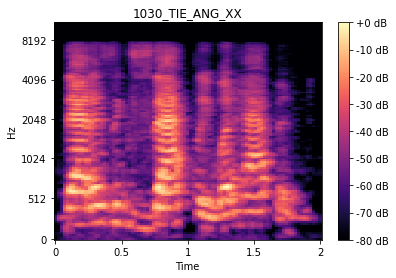 1030_TIE_ANG_XX
8192
4096
2048
1024
512
0
Hz
0
0.5
1
1.5
2
Time
+0 dB
-10 dB
-20 dB
-30 dB
-40 dB
-50 dB
-60 dB
-70 dB
-80 dB